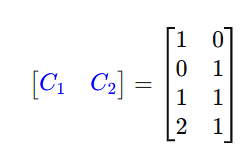 [C₁ C₂] = [1 0
0 1
1 1
2 1]